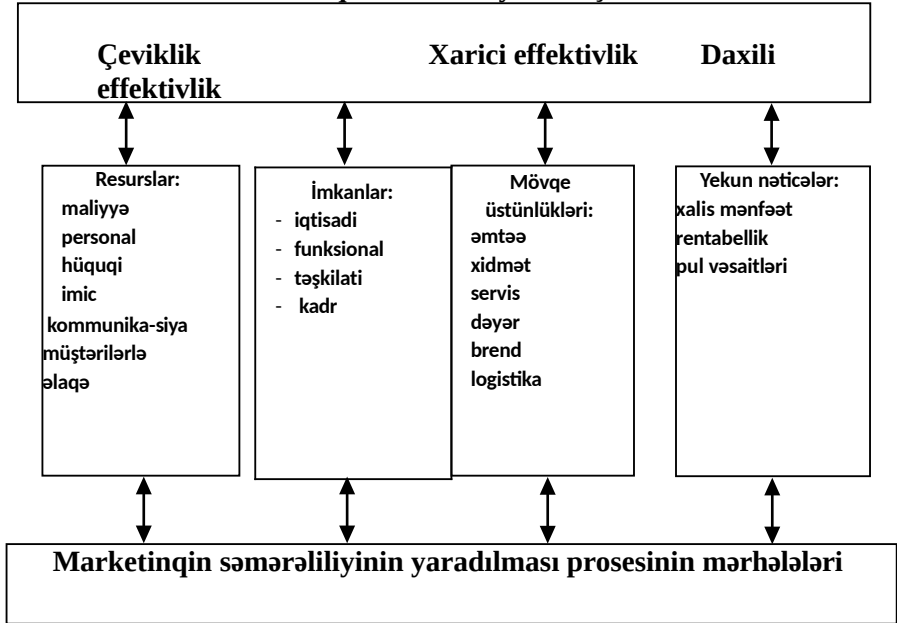 Çeviklik Xarici effektivlik Daxili
effektivlik
Resurslar:
maliyyə
personal
hüquqi
imic
kommunika-siya
müştərilərlə
əlaqə
İmkanlar:
- iqtisadi
- funksional
- təşkilati
- kadr
Mövqe
üstünlükləri:
əmtəə
xidmət
servis
dəyər
brend
logistika
Yekun nəticələr:
xalis mənfəət
rentabellik
pul vəsaitləri
Marketinqin səmərəliliyinin yaradılması prosesinin mərhələləri